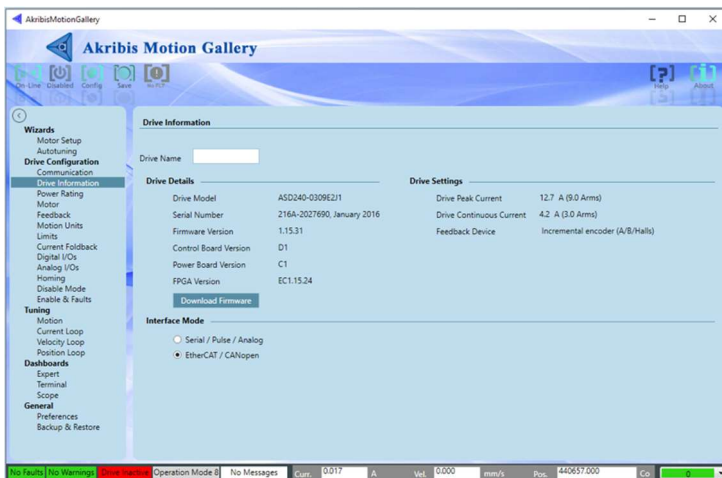 AkribisMotionGallery
Akribis Motion Gallery
On-Line Disabled Config Save No FLT Help About
Wizards
Motor Setup
Autotuning
Drive Configuration
Communication
Drive Information
Power Rating
Motor
Feedback
Motion Units
Limits
Current Foldback
Digital I/Os
Analog I/Os
Homing
Disable Mode
Enable & Faults
Tuning
Motion
Current Loop
Velocity Loop
Position Loop
Dashboards
Expert
Terminal
Scope
General
Preferences
Backup & Restore
Drive Information
Drive Name
Drive Details
Drive Model ASD240-0309E2J1
Serial Number 216A-2027690, January 2016
Firmware Version 1.15.31
Control Board Version D1
Power Board Version C1
FPGA Version EC1.15.24
Download Firmware
Drive Settings
Drive Peak Current 12.7 A (9.0 Arms)
Drive Continuous Current 4.2 A (3.0 Arms)
Feedback Device Incremental encoder (A/B/Halls)
Interface Mode
Serial / Pulse / Analog
EtherCAT / CANopen
No Faults No Warnings Drive Inactive Operation Mode 8 No Messages Curr. 0.017 A Vel. 0.000 mm/s Pos. 440657.000 Co 0